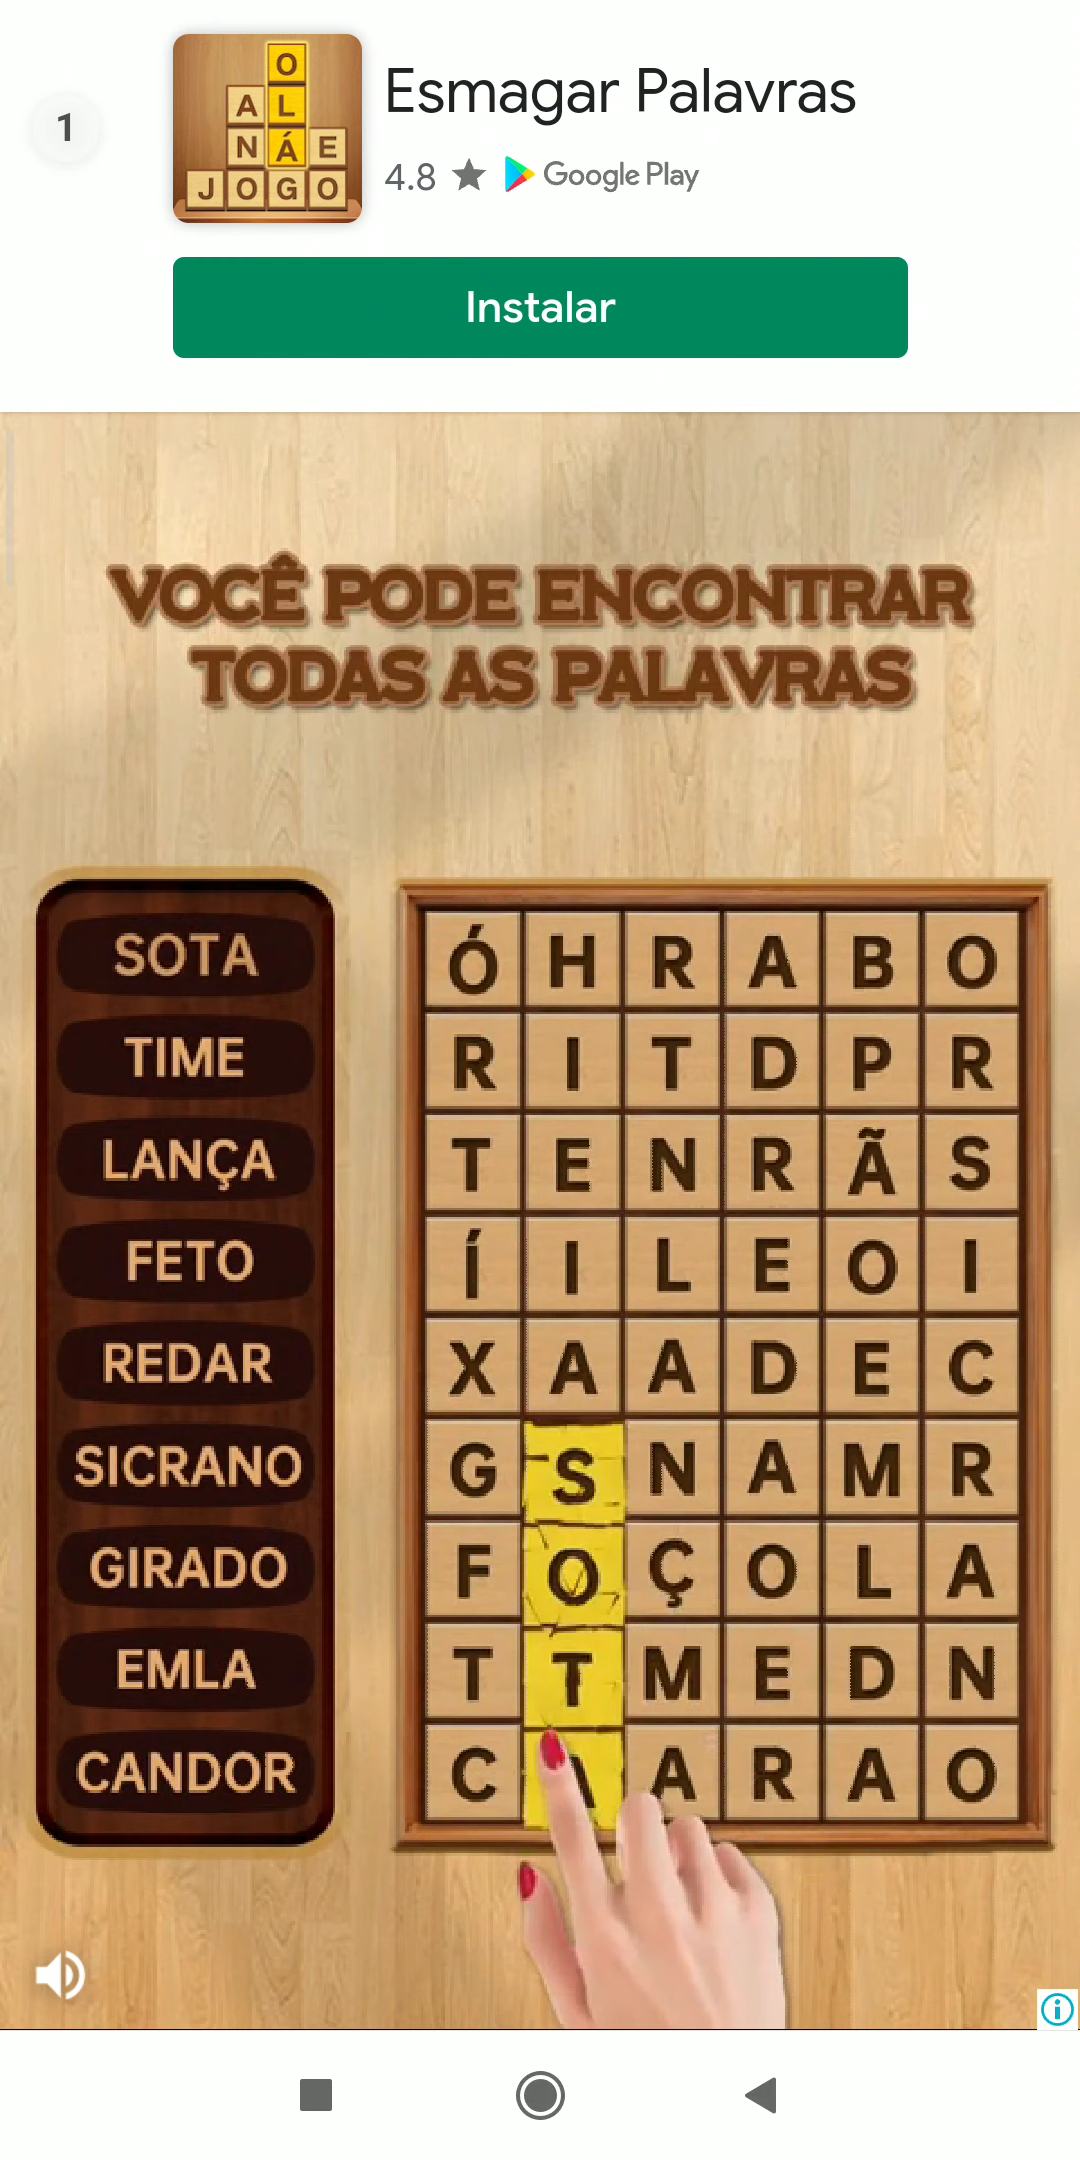 1
O
A L
N Á E
J O G O
Esmagar Palavras
4.8 ★ Google Play
Instalar
VOCÊ PODE ENCONTRAR
TODAS AS PALAVRAS
SOTA
TIME
LANÇA
FETO
REDAR
SICRANO
GIRADO
EMLA
CANDOR
Ó H R A B O
R I T D P R
T E N R Ã S
Í I L E O I
X A A D E C
G S N A M R
F O Ç O L A
T T M E D N
C A A R A O